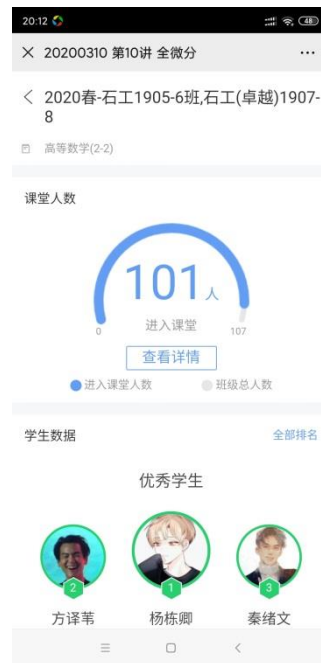 20:12
48
20200310 第10讲 全微分
2020春-石工1905-6班,石工(卓越)1907-
8
高等数学(2-2)
课堂人数
101人
0 进入课堂 107
查看详情
进入课堂人数 班级总人数
学生数据 全部排名
优秀学生
2 1 3
方译苇 杨栋卿 秦绪文